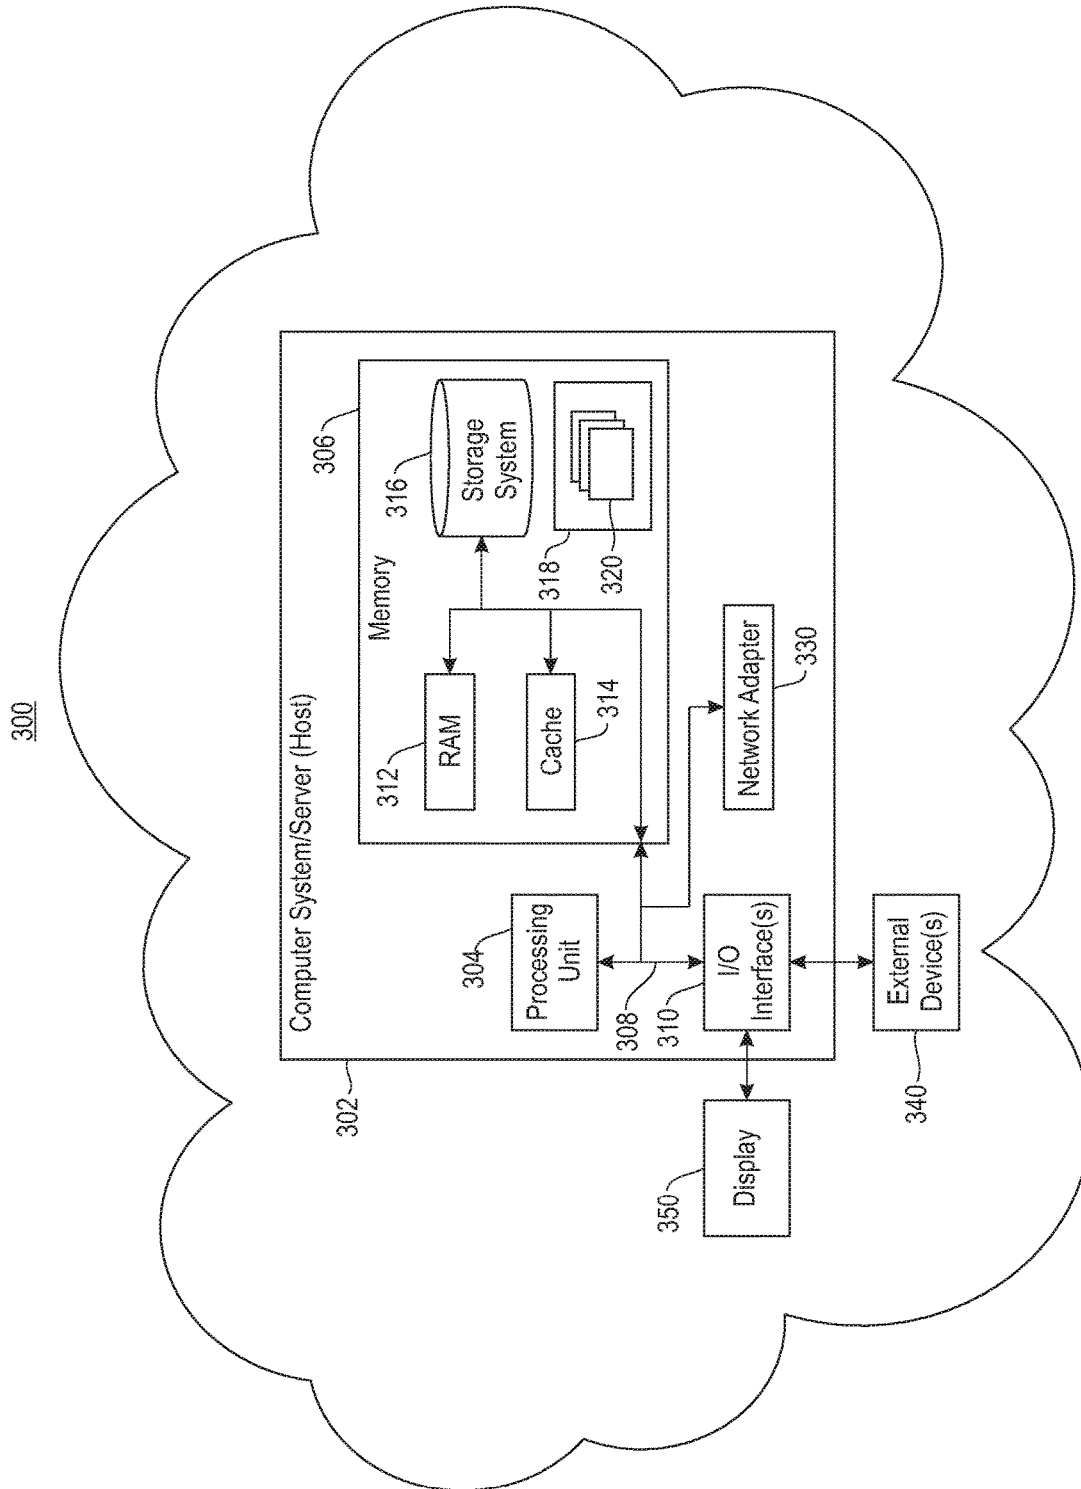 300
Computer System/Server (Host)
302
306
Memory
312
RAM
314
Cache
316
Storage
System
318
320
304
Processing
Unit
308
310
I/O
Interface(s)
Network Adapter
330
350
Display
External
Device(s)
340